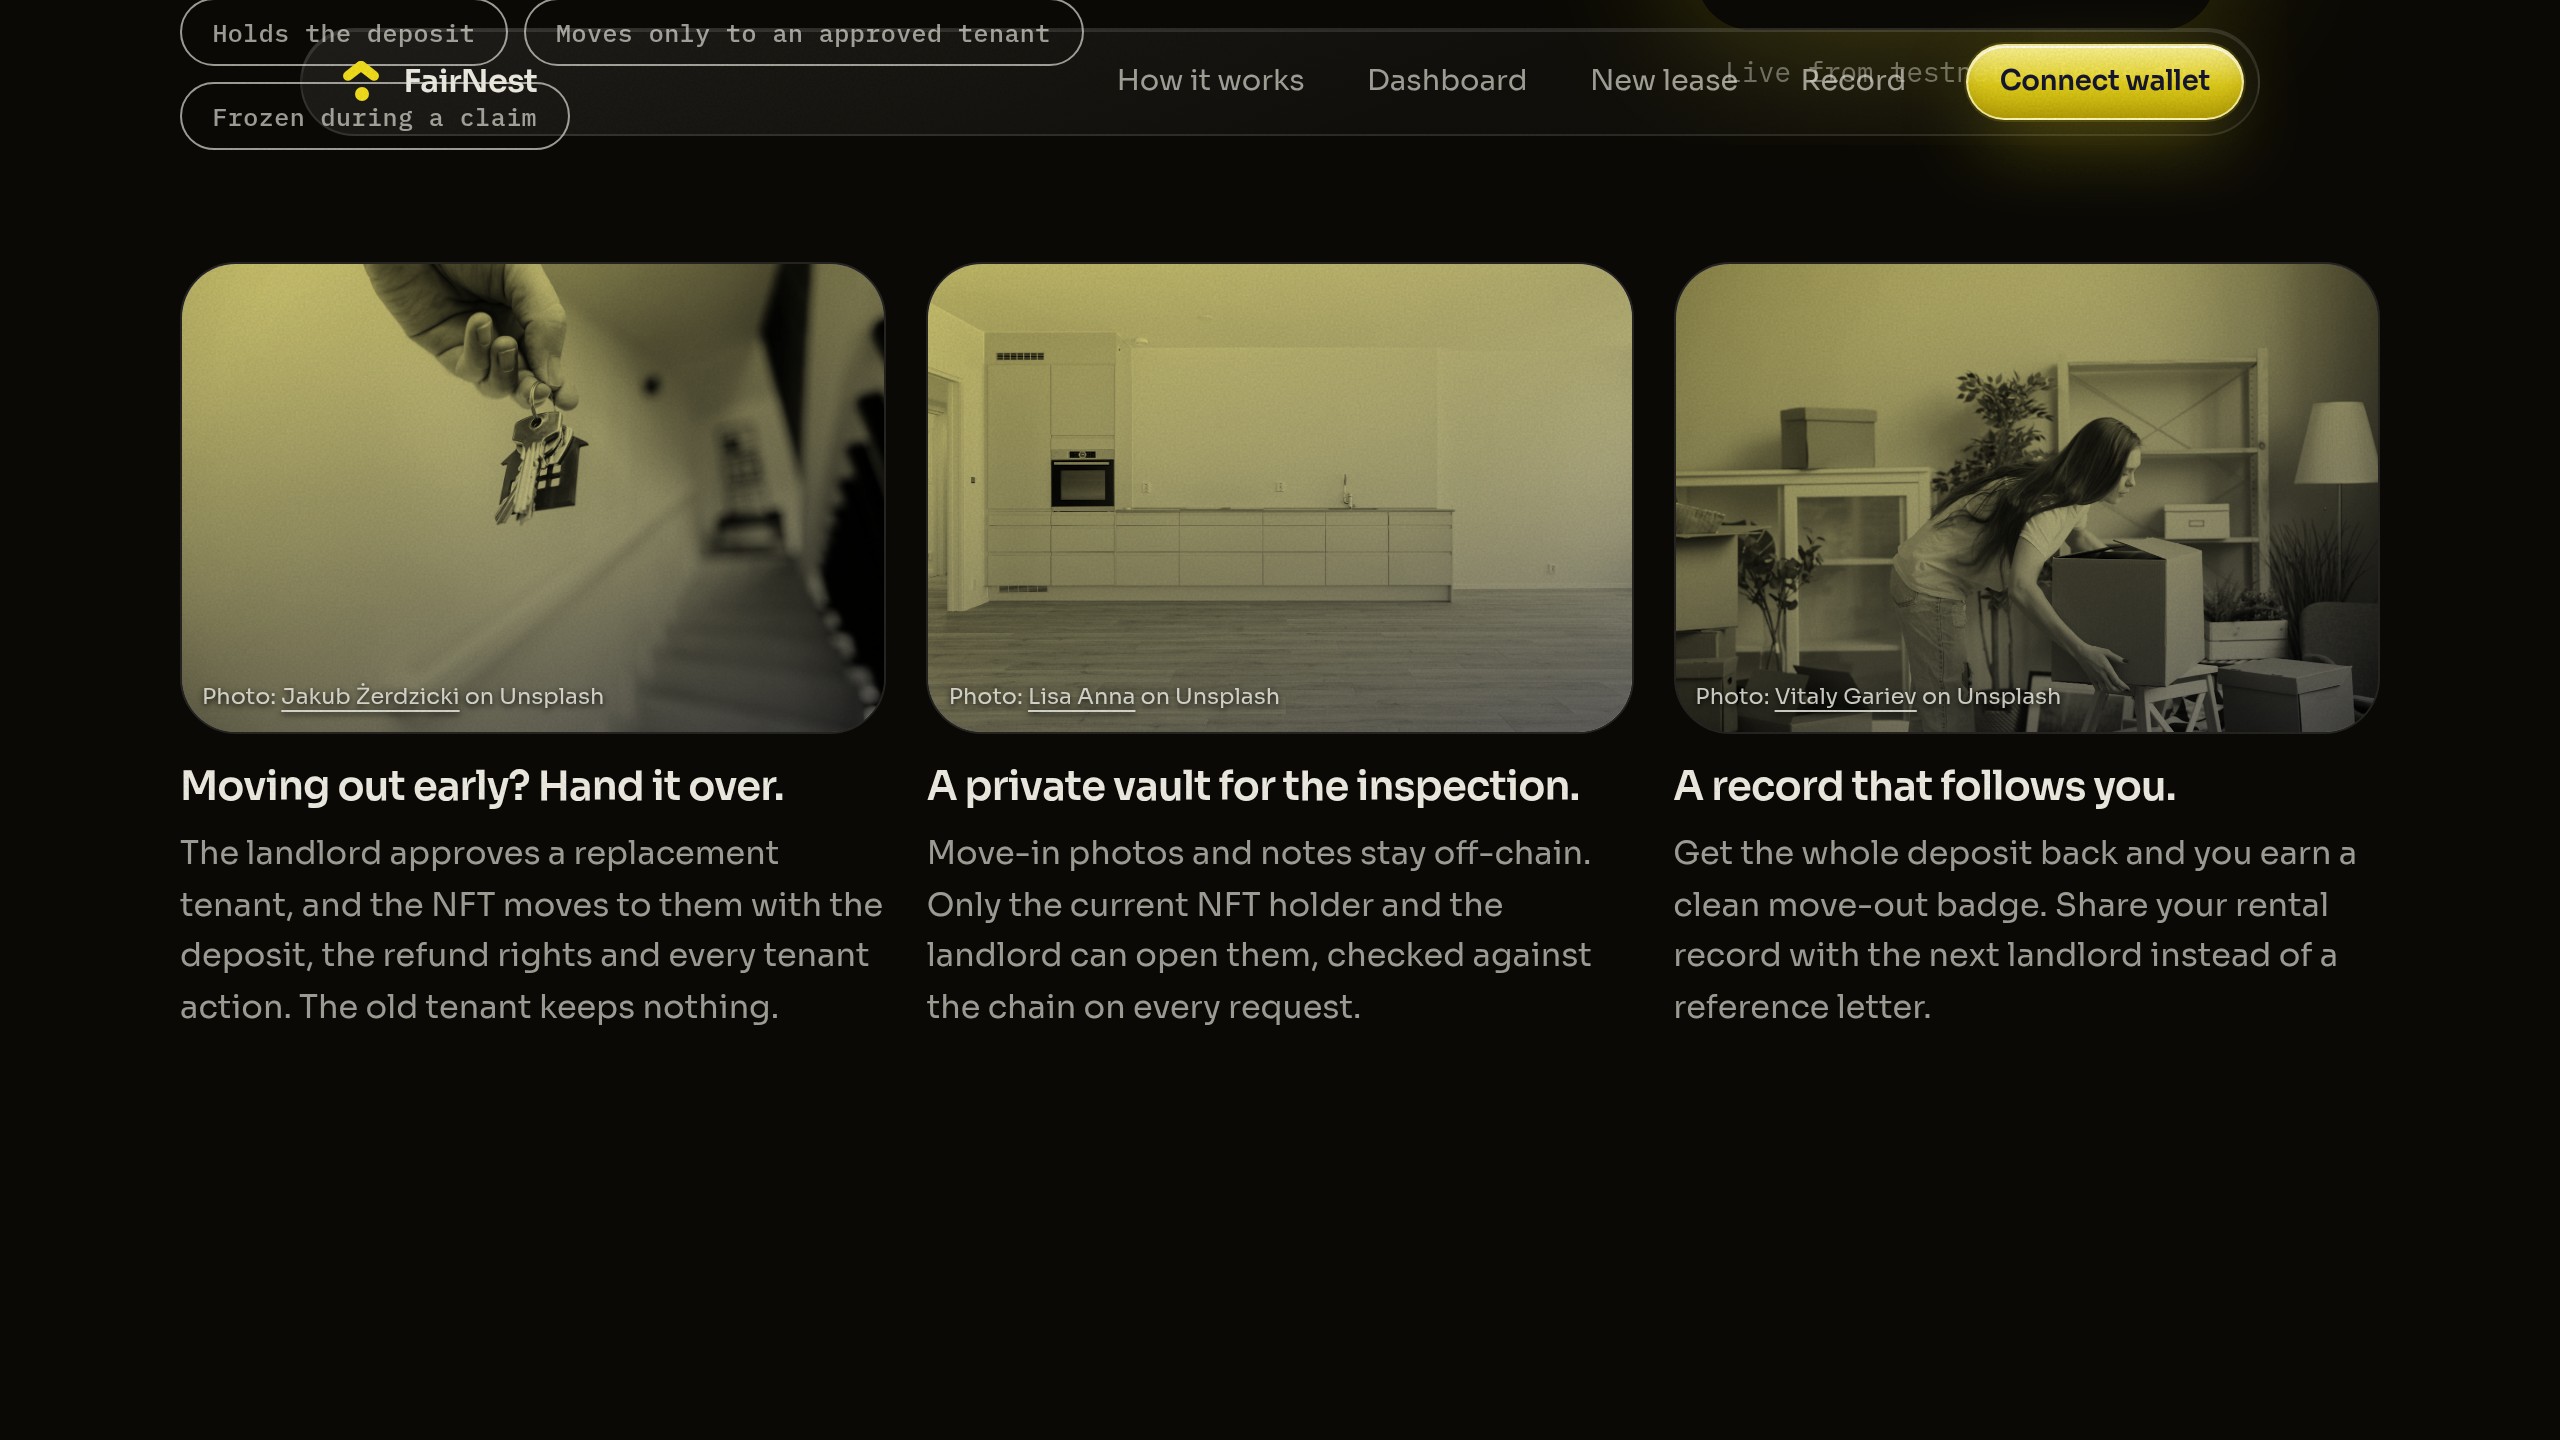 Holds the deposit
Moves only to an approved tenant
FairNest
How it works
Dashboard
New lease
Record
Live from testn
Connect wallet
Frozen during a claim
Photo: Jakub Żerdzicki on Unsplash
Photo: Lisa Anna on Unsplash
Photo: Vitaly Gariev on Unsplash
Moving out early? Hand it over.
The landlord approves a replacement
tenant, and the NFT moves to them with the
deposit, the refund rights and every tenant
action. The old tenant keeps nothing.
A private vault for the inspection.
Move-in photos and notes stay off-chain.
Only the current NFT holder and the
landlord can open them, checked against
the chain on every request.
A record that follows you.
Get the whole deposit back and you earn a
clean move-out badge. Share your rental
record with the next landlord instead of a
reference letter.